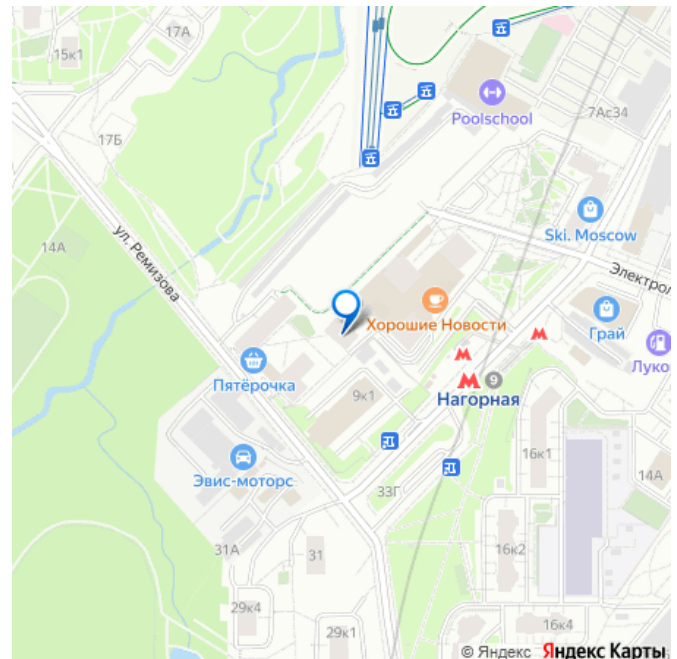 17А
15к1
Poolschool
7Ас34
17Б
ул. Ремизова
14А
Ski. Moscow
Электрол
Хорошие Новости
Грай
Луко
Пятёрочка
М
М
М 9
Нагорная
9к1
Эвис-моторс
16к1
14А
33Г
31А
31
16к2
29к4
29к1
16к4
© Яндекс Яндекс Карты